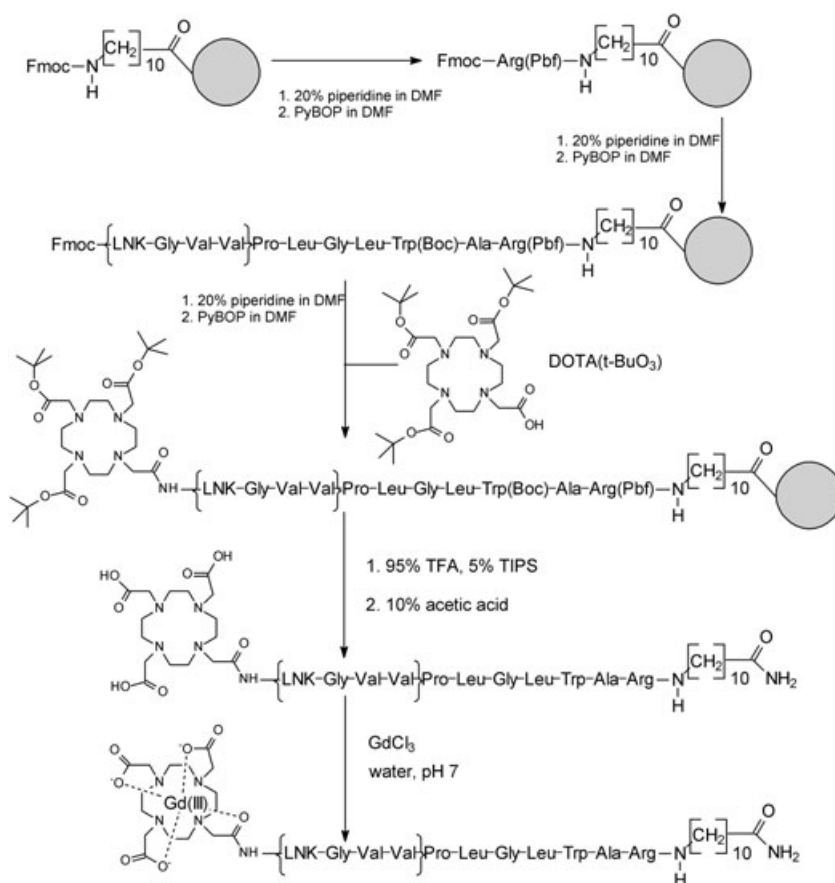 Fmoc-N H [CH2]10 O
1. 20% piperidine in DMF
2. PyBOP in DMF
Fmoc-Arg(Pbf)-N H [CH2]10 O
1. 20% piperidine in DMF
2. PyBOP in DMF
Fmoc-{LNK-Gly-Val-Val}Pro-Leu-Gly-Leu-Trp(Boc)-Ala-Arg(Pbf)-N H [CH2]10 O
1. 20% piperidine in DMF
2. PyBOP in DMF
O O O O N N N N O O OH O
DOTA(t-BuO3)
O O O O N N N N O O O
NH-{LNK-Gly-Val-Val}Pro-Leu-Gly-Leu-Trp(Boc)-Ala-Arg(Pbf)-N H [CH2]10 O
1. 95% TFA, 5% TIPS
2. 10% acetic acid
HO O OH O N N N N HO O O
NH-{LNK-Gly-Val-Val}Pro-Leu-Gly-Leu-Trp-Ala-Arg-N H [CH2]10 O NH2
GdCl3
water, pH 7
O -O O -O N N N N Gd(III) O O O-
NH-{LNK-Gly-Val-Val}Pro-Leu-Gly-Leu-Trp-Ala-Arg-N H [CH2]10 O NH2